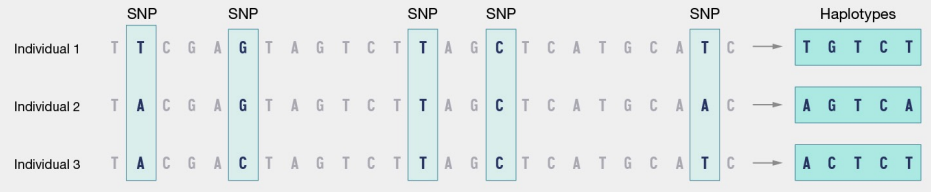 SNP SNP SNP SNP SNP Haplotypes
Individual 1 T T C G A G T A G T C T T A G C T C A T G C A T C T G T C T
Individual 2 T A C G A G T A G T C T T A G C T C A T G C A A C A G T C A
Individual 3 T A C G A C T A G T C T T A G C T C A T G C A T C A C T C T